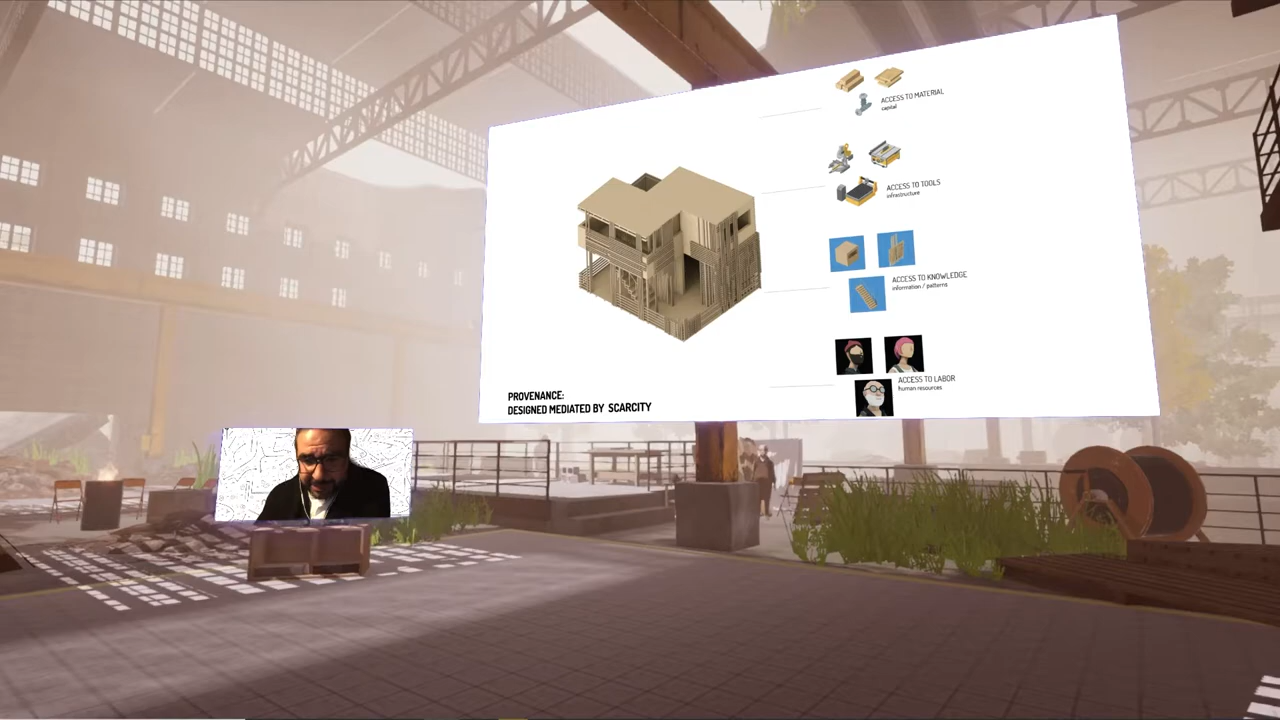 ACCESS TO MATERIAL
capital
ACCESS TO TOOLS
infrastructure
ACCESS TO KNOWLEDGE
information / patterns
ACCESS TO LABOR
human resources
PROVENANCE:
DESIGNED MEDIATED BY SCARCITY